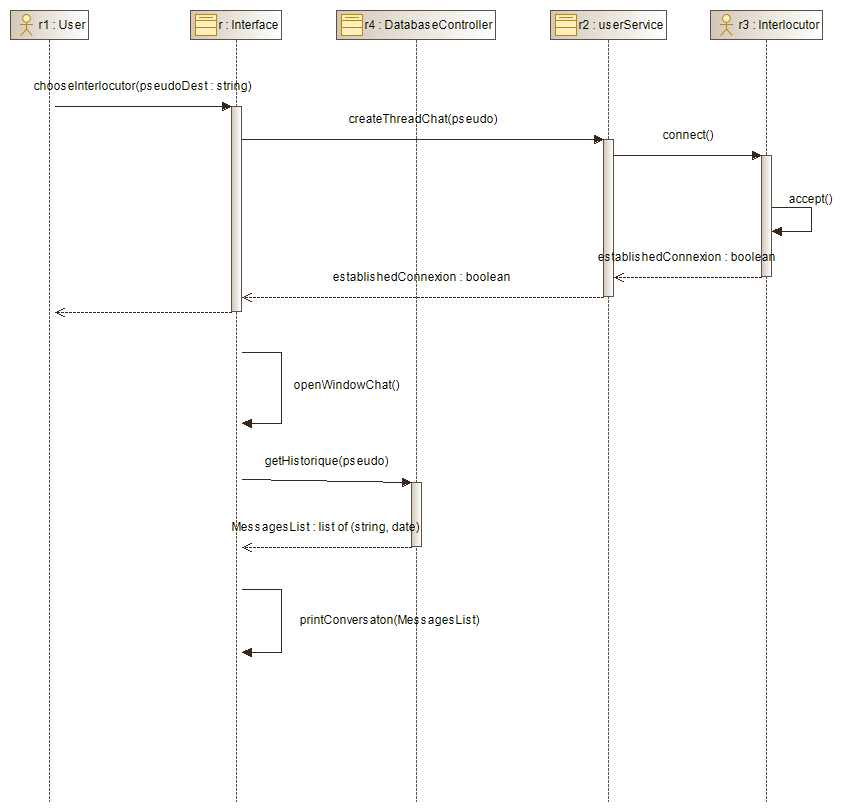 r1 : User
r : Interface
r4 : DatabaseController
r2 : userService
r3 : Interlocutor
chooseInterlocutor(pseudoDest : string)
createThreadChat(pseudo)
connect()
accept()
establishedConnexion : boolean
establishedConnexion : boolean
openWindowChat()
getHistorique(pseudo)
MessagesList : list of (string, date)
printConversaton(MessagesList)